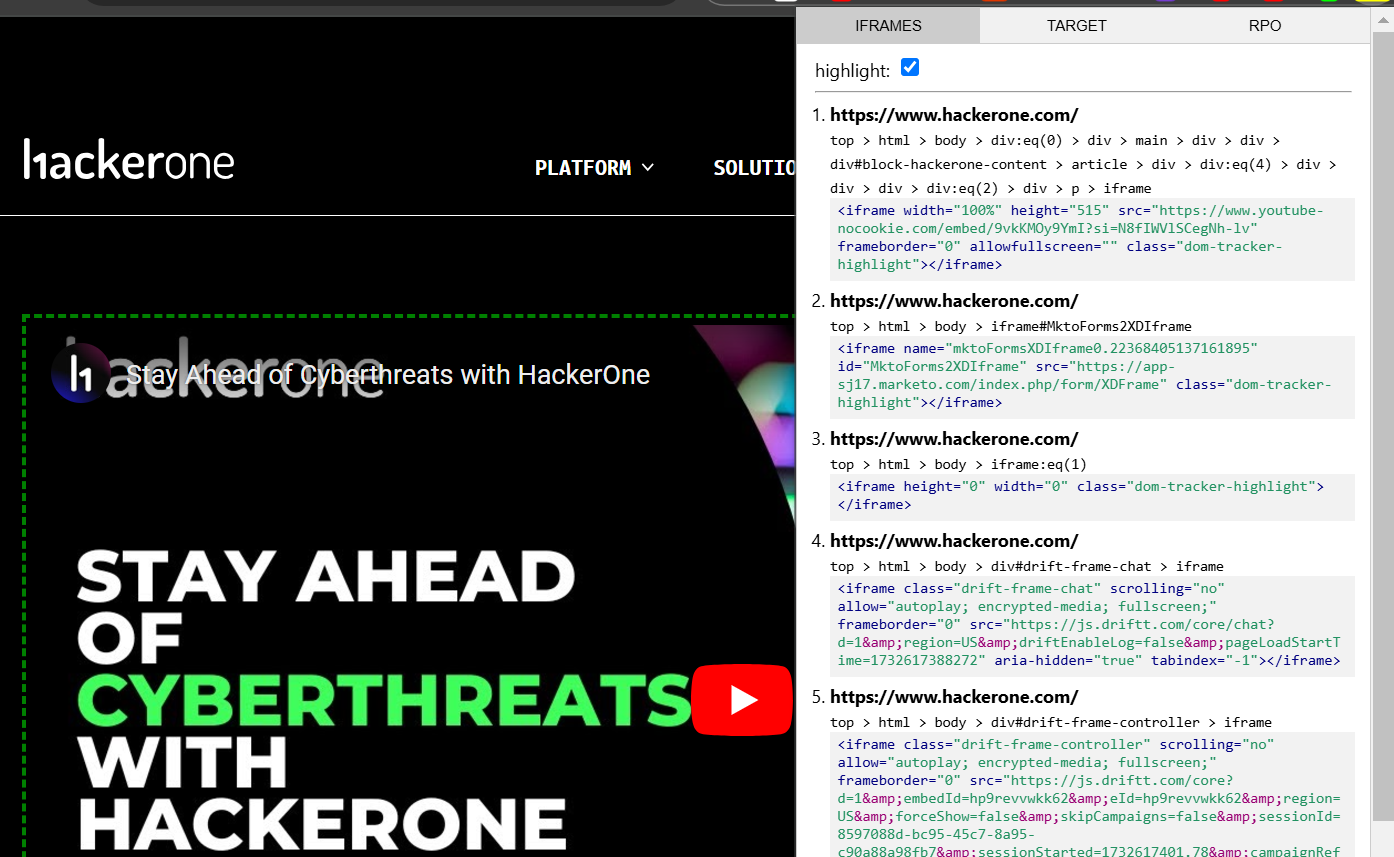 hackerone
PLATFORM
SOLUTIO
hackerone
Stay Ahead of Cyberthreats with HackerOne
STAY AHEAD
OF
CYBERTHREATS
WITH
HACKERONE
IFRAMES TARGET RPO
highlight:
1. https://www.hackerone.com/
top > html > body > div:eq(0) > div > main > div > div >
div#block-hackerone-content > article > div > div:eq(4) > div >
div > div > div:eq(2) > div > p > iframe
<iframe width="100%" height="515" src="https://www.youtube-
nocookie.com/embed/9vkKMOy9YmI?si=N8fIWVlSCegNh-lv"
frameborder="0" allowfullscreen="" class="dom-tracker-
highlight"></iframe>
2. https://www.hackerone.com/
top > html > body > iframe#MktoForms2XDIframe
<iframe name="mktoFormsXDIframe0.22368405137161895"
id="MktoForms2XDIframe" src="https://app-
sj17.marketo.com/index.php/form/XDFrame" class="dom-tracker-
highlight"></iframe>
3. https://www.hackerone.com/
top > html > body > iframe:eq(1)
<iframe height="0" width="0" class="dom-tracker-highlight">
</iframe>
4. https://www.hackerone.com/
top > html > body > div#drift-frame-chat > iframe
<iframe class="drift-frame-chat" scrolling="no"
allow="autoplay; encrypted-media; fullscreen;"
frameborder="0" src="https://js.driftt.com/core/chat?
d=1&amp;region=US&amp;driftEnableLog=false&amp;pageLoadStartT
ime=1732617388272" aria-hidden="true" tabindex="-1"></iframe>
5. https://www.hackerone.com/
top > html > body > div#drift-frame-controller > iframe
<iframe class="drift-frame-controller" scrolling="no"
allow="autoplay; encrypted-media; fullscreen;"
frameborder="0" src="https://js.driftt.com/core?
d=1&amp;embedId=hp9revvwkk62&amp;eId=hp9revvwkk62&amp;region=
US&amp;forceShow=false&amp;skipCampaigns=false&amp;sessionId=
8597088d-bc95-45c7-8a95-
c90a88a98fb7&amp;sessionStarted=1732617401.78&amp;campaignRef